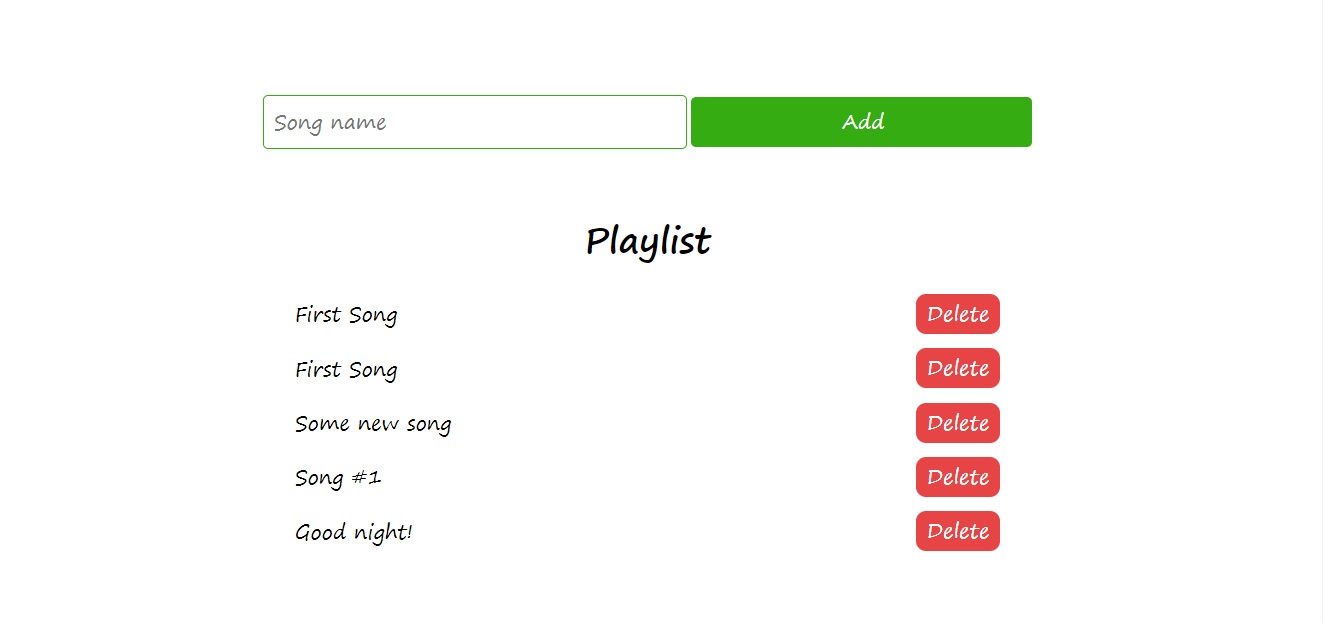 Song name Add
Playlist
First Song Delete
First Song Delete
Some new song Delete
Song #1 Delete
Good night! Delete